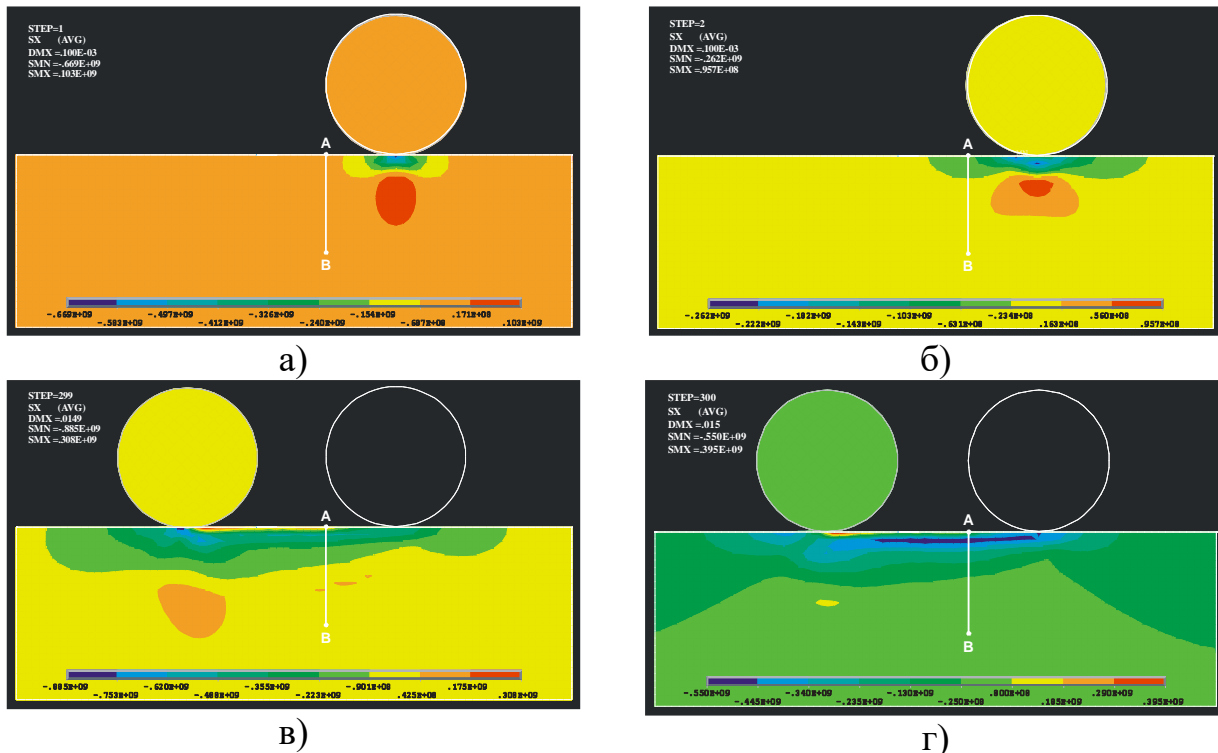 STEP=1
SX (AVG)
DMX =.100E-03
SMN =-.669E+09
SMX =.103E+09
A
B
-.669E+09 -.497E+09 -.326E+09 -.154E+09 .171E+08
-.583E+09 -.412E+09 -.240E+09 -.687E+08 .103E+09
а)
STEP=2
SX (AVG)
DMX =.100E-03
SMN =-.262E+09
SMX =.957E+08
A
B
-.262E+09 -.182E+09 -.103E+09 -.234E+08 .560E+08
-.222E+09 -.143E+09 -.631E+08 .163E+08 .957E+08
б)
STEP=299
SX (AVG)
DMX =.0149
SMN =-.885E+09
SMX =.308E+09
A
B
-.885E+09 -.620E+09 -.355E+09 -.901E+08 .175E+09
-.753E+09 -.488E+09 -.223E+09 .425E+08 .308E+09
в)
STEP=300
SX (AVG)
DMX =.015
SMN =-.550E+09
SMX =.395E+09
A
B
-.550E+09 -.340E+09 -.130E+09 .800E+08 .290E+09
-.445E+09 -.235E+09 -.250E+08 .185E+09 .395E+09
г)